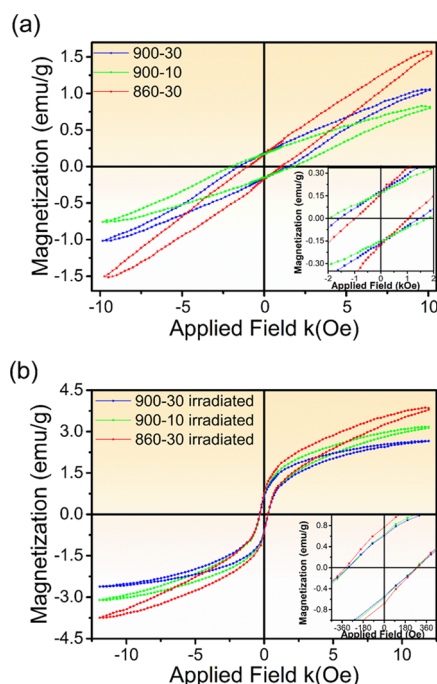 (a)
Magnetization (emu/g)
1.5
1.0
0.5
0.0
-0.5
-1.0
-1.5
900-30
900-10
860-30
Magnetization (emu/g)
0.30
0.15
0.00
-0.15
-0.30
-2 -1 0 1 2
Applied Field (kOe)
-10 -5 0 5 10
Applied Field k(Oe)
(b)
Magnetization (emu/g)
4.5
3.0
1.5
0.0
-1.5
-3.0
-4.5
900-30 irradiated
900-10 irradiated
860-30 irradiated
Magnetization (emu/g)
0.8
0.4
0.0
-0.4
-0.8
-360 -180 0 180 360
Applied Field (Oe)
-10 -5 0 5 10
Applied Field k(Oe)